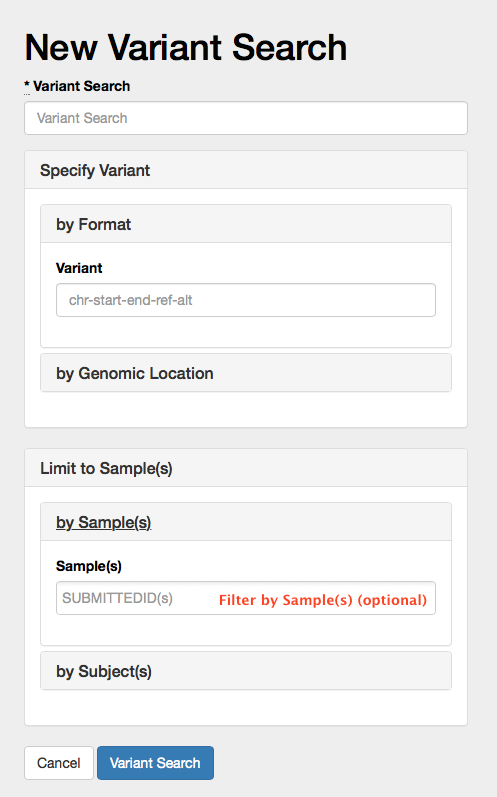 New Variant Search
* Variant Search
Variant Search
Specify Variant
by Format
Variant
chr-start-end-ref-alt
by Genomic Location
Limit to Sample(s)
by Sample(s)
Sample(s)
SUBMITTEDID(s) Filter by Sample(s) (optional)
by Subject(s)
Cancel Variant Search